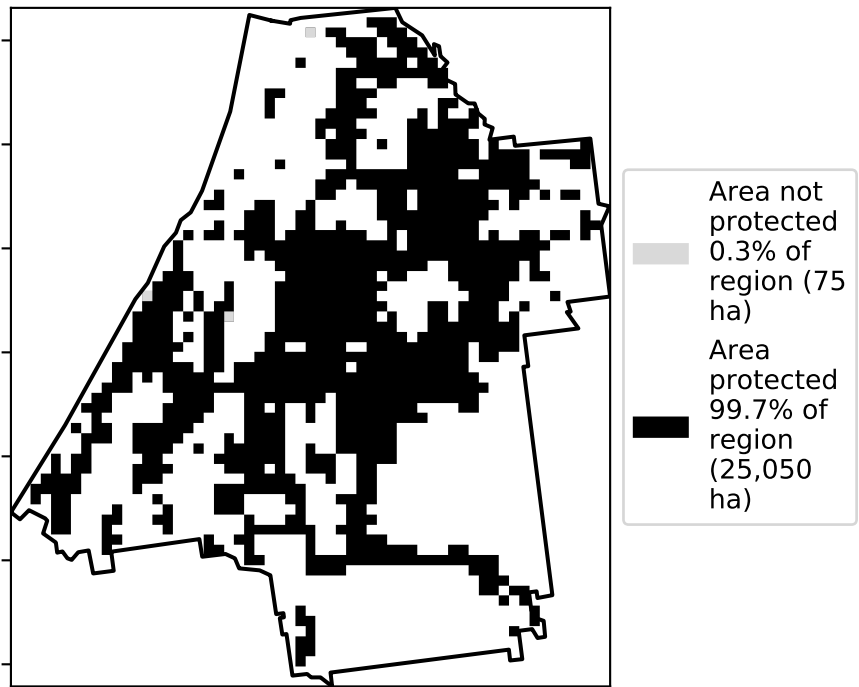 Area not
protected
0.3% of
region (75
ha)
Area
protected
99.7% of
region
(25,050
ha)